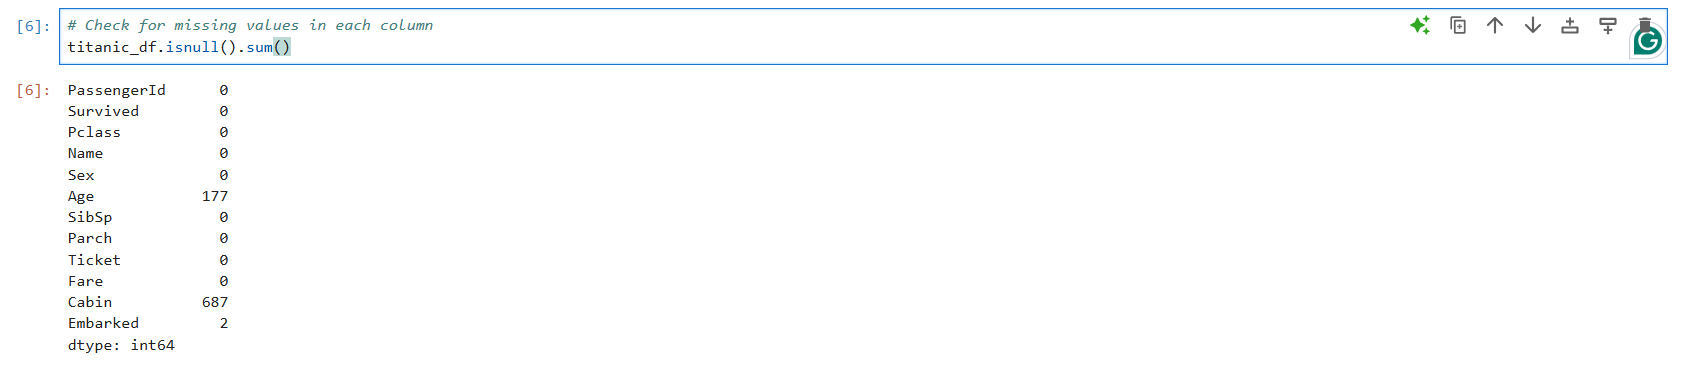 [6]: # Check for missing values in each column
titanic_df.isnull().sum()
[6]: PassengerId 0
Survived 0
Pclass 0
Name 0
Sex 0
Age 177
SibSp 0
Parch 0
Ticket 0
Fare 0
Cabin 687
Embarked 2
dtype: int64